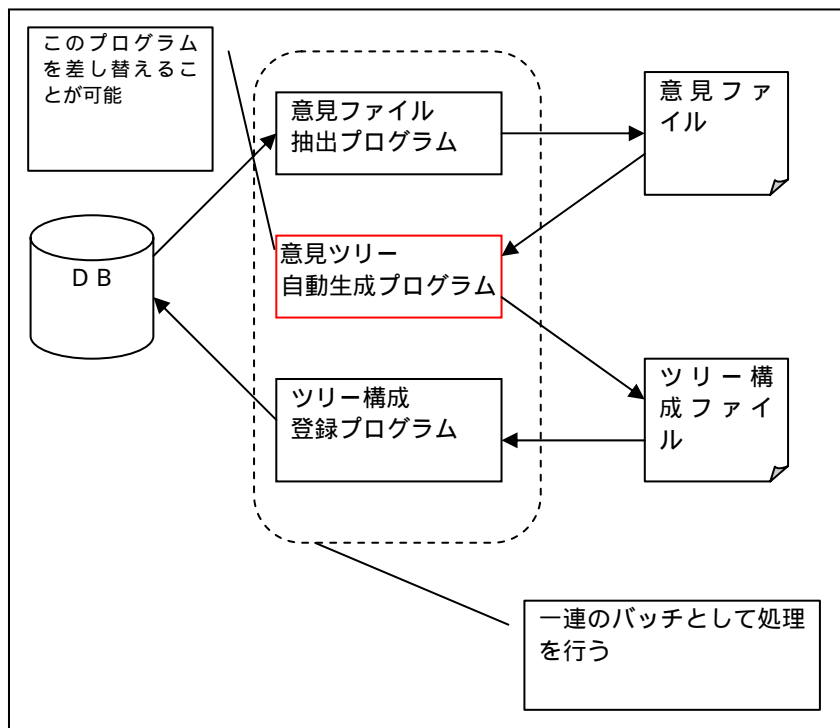 このプログラム
を差し替えるこ
とが可能
意見ファイル
抽出プログラム
意見ファ
イル
DB
意見ツリー
自動生成プログラム
ツリー構成
登録プログラム
ツリー構
成ファイ
ル
一連のバッチとして処理
を行う